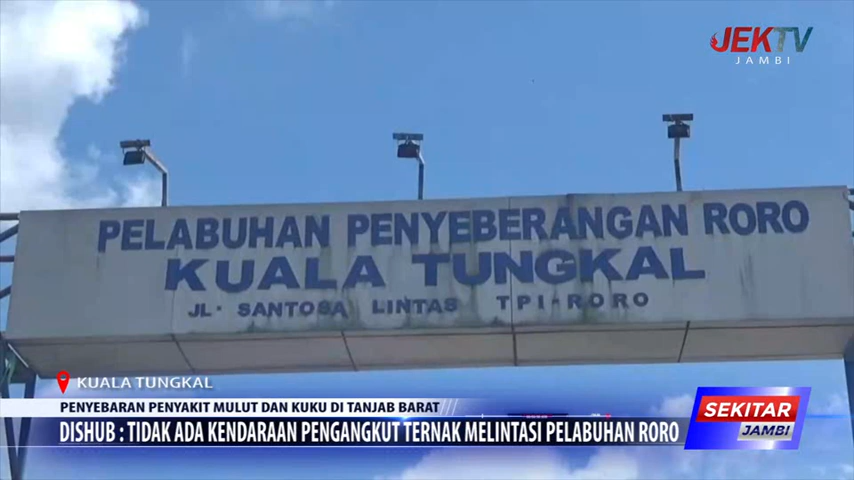 JEKTV
JAMBI
PELABUHAN PENYEBERANGAN RORO
KUALA TUNGKAL
JL. SANTOSA LINTAS TPI-RORO
KUALA TUNGKAL
PENYEBARAN PENYAKIT MULUT DAN KUKU DI TANJAB BARAT
DISHUB : TIDAK ADA KENDARAAN PENGANGKUT TERNAK MELINTASI PELABUHAN RORO
SEKITAR
JAMBI